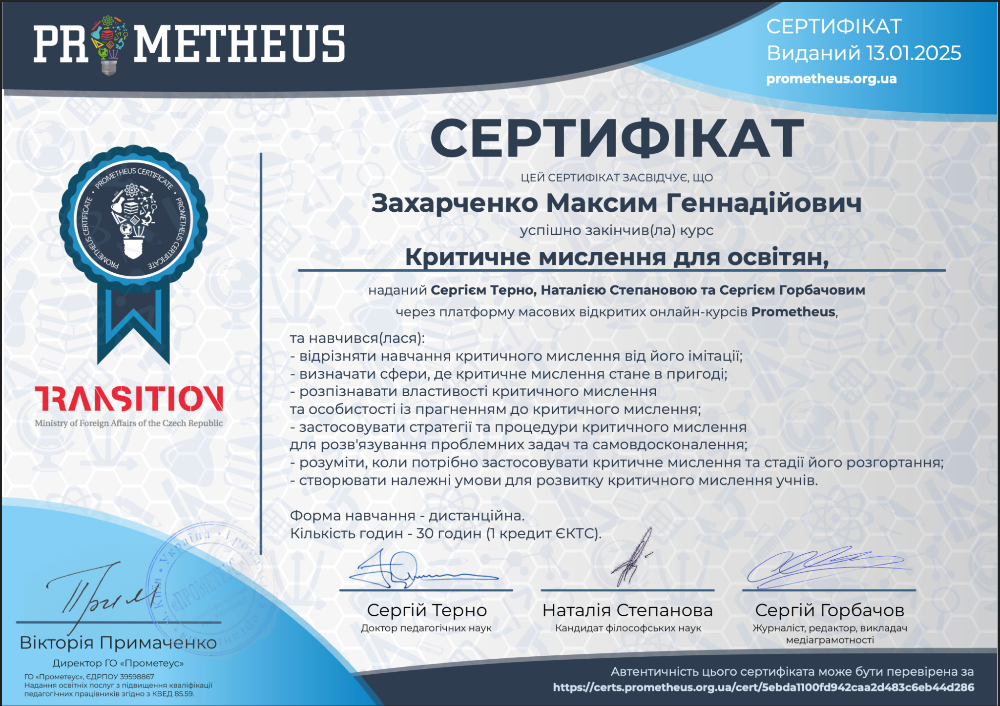 PROMETHEUS
СЕРТИФІКАТ
Виданий 13.01.2025
prometheus.org.ua
СЕРТИФІКАТ
ЦЕЙ СЕРТИФІКАТ ЗАСВІДЧУЄ, ЩО
Захарченко Максим Геннадійович
успішно закінчив(ла) курс
Критичне мислення для освітян,
наданий Сергієм Терно, Наталією Степановою та Сергієм Горбачовим
через платформу масових відкритих онлайн-курсів Prometheus,
та навчився(лася):
- відрізняти навчання критичного мислення від його імітації;
- визначати сфери, де критичне мислення стане в пригоді;
- розпізнавати властивості критичного мислення
та особистості із прагненням до критичного мислення;
- застосовувати стратегії та процедури критичного мислення
для розв'язування проблемних задач та самовдосконалення;
- розуміти, коли потрібно застосовувати критичне мислення та стадії його розгортання;
- створювати належні умови для розвитку критичного мислення учнів.
Форма навчання - дистанційна.
Кількість годин - 30 годин (1 кредит ЄКТС).
PROMETHEUS CERTIFICATE • PROMETHEUS CERTIFICATE
PROMETHEUS CERTIFICATE
TRANSITION
Ministry of Foreign Affairs of the Czech Republic
м. Київ * Україна * Громадська організація
«ПРОМЕТЕУС»
Прим
Вікторія Примаченко
Директор ГО «Прометеус»
ГО «Прометеус», ЄДРПОУ 39598867
Надання освітніх послуг з підвищення кваліфікації
педагогічних працівників згідно з КВЕД 85.59.
Сергій Терно
Доктор педагогічних наук
Наталія Степанова
Кандидат філософських наук
Сергій Горбачов
Журналіст, редактор, викладач
медіаграмотності
Автентичність цього сертифіката може бути перевірена за
https://certs.prometheus.org.ua/cert/5ebda1100fd942caa2d483c6eb44d286